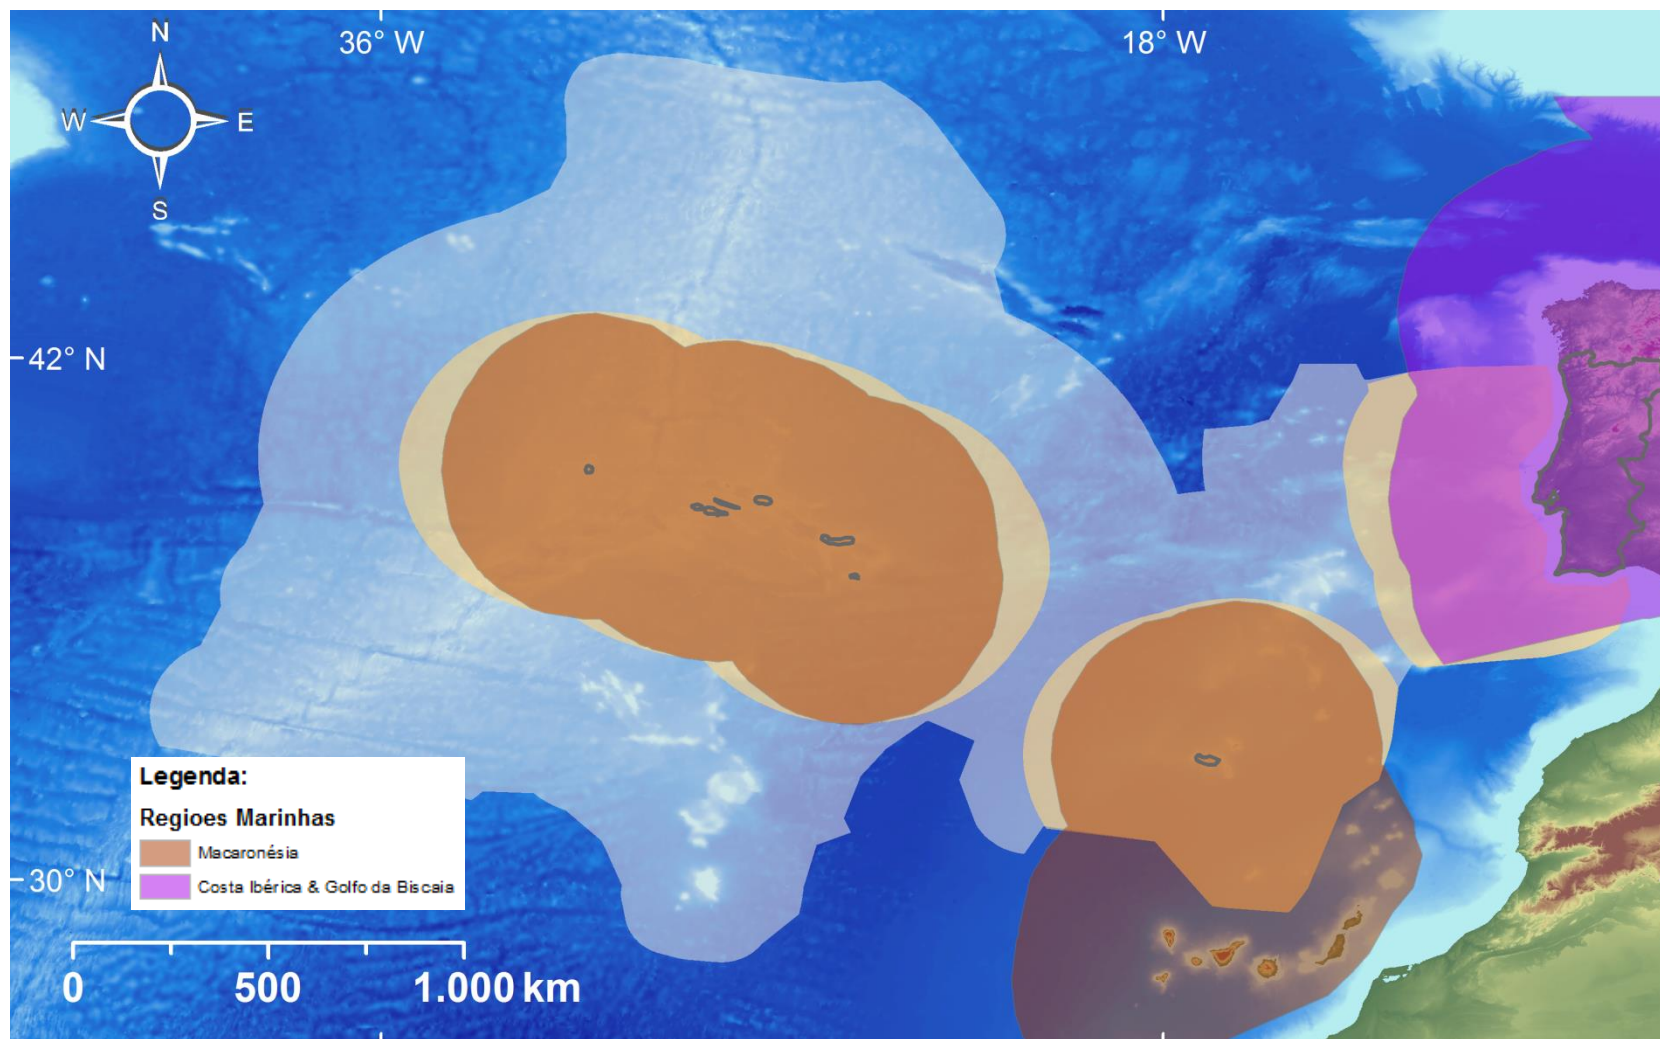 N
36° W
18° W
W
E
S
42° N
Legenda:
Regioes Marinhas
Macaronésia
Costa Ibérica & Golfo da Biscaia
30° N
0
500
1.000 km